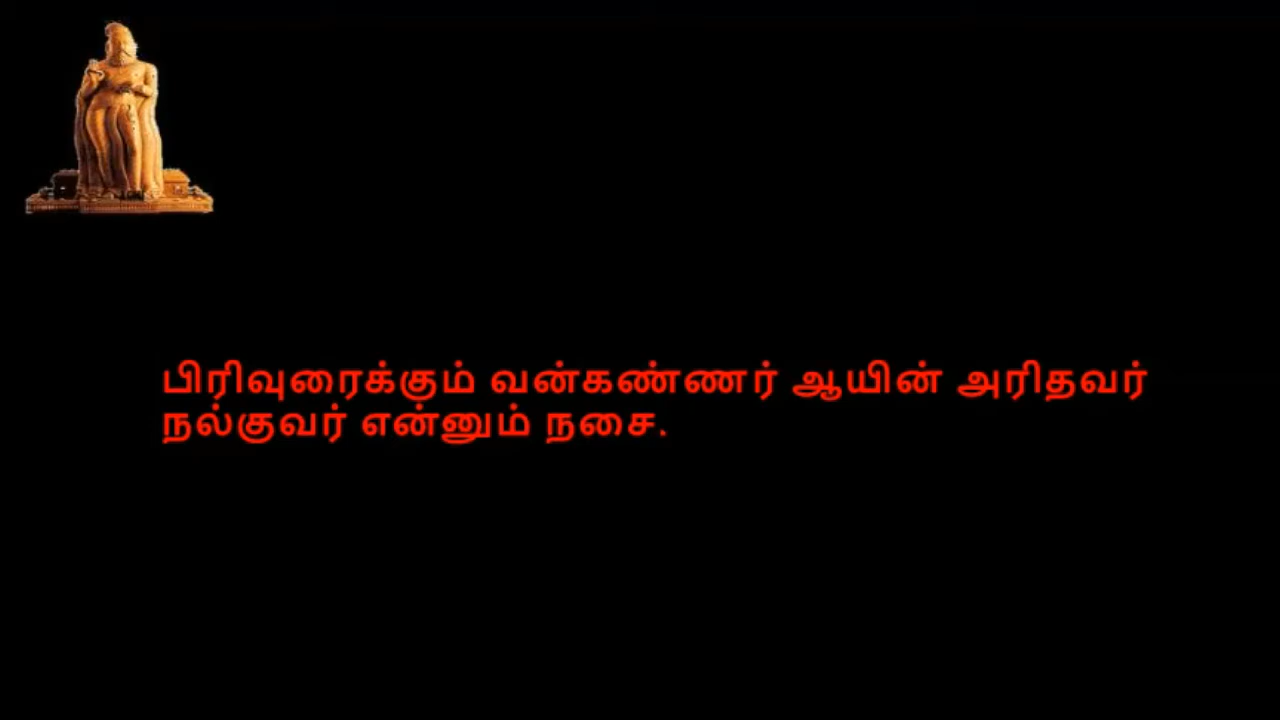 பிரிவுரைக்கும் வன்கண்ணர் ஆயின் அரிதவர்
நல்குவர் என்னும் நசை.